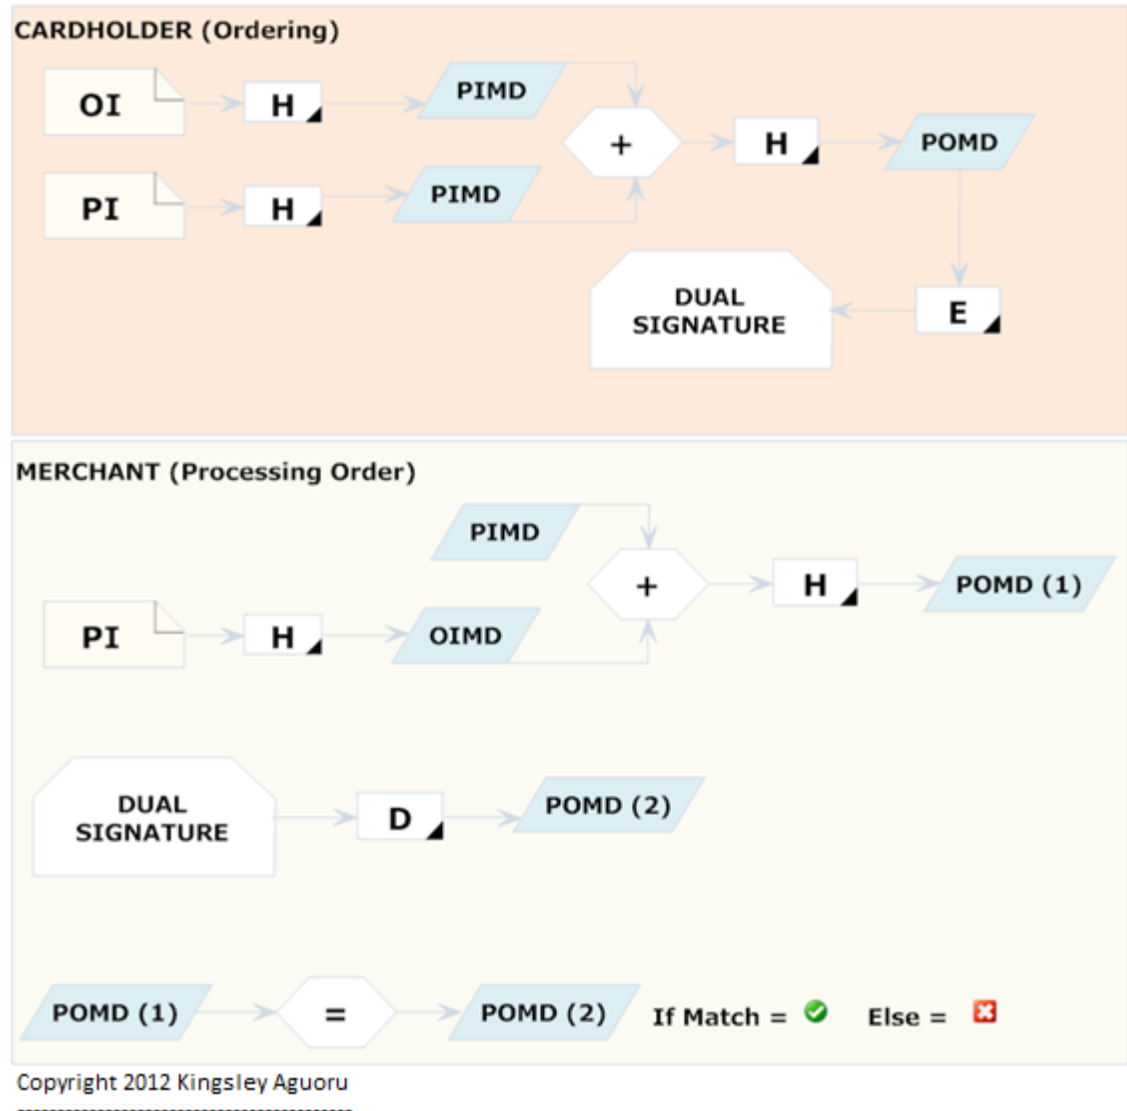 CARDHOLDER (Ordering)
OI
H
PIMD
+
H
POMD
PI
H
PIMD
DUAL
SIGNATURE
E
MERCHANT (Processing Order)
PIMD
+
H
POMD (1)
PI
H
OIMD
DUAL
SIGNATURE
D
POMD (2)
POMD (1)
=
POMD (2)
If Match =
Else =
Copyright 2012 Kingsley Aguoru